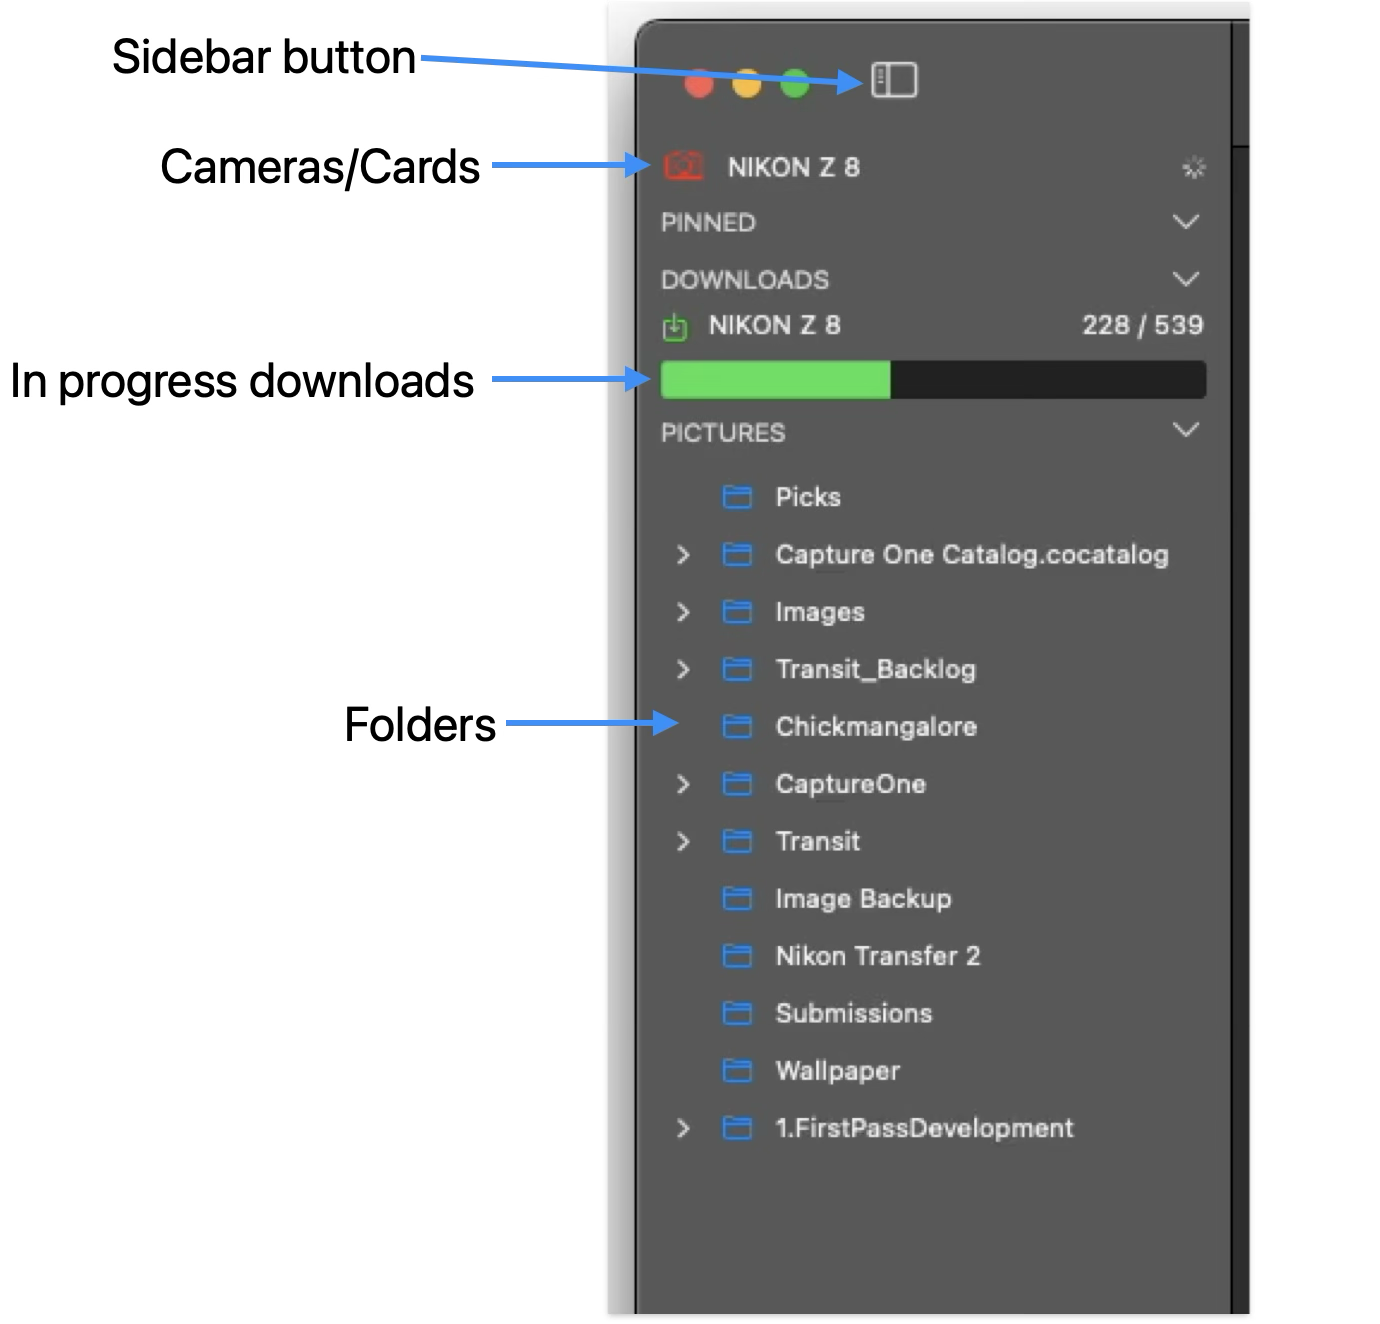 Sidebar button
Cameras/Cards
NIKON Z 8
PINNED
DOWNLOADS
NIKON Z 8 228 / 539
In progress downloads
PICTURES
Picks
Capture One Catalog.cocatalog
Images
Transit_Backlog
Folders
Chickmangalore
CaptureOne
Transit
Image Backup
Nikon Transfer 2
Submissions
Wallpaper
1.FirstPassDevelopment